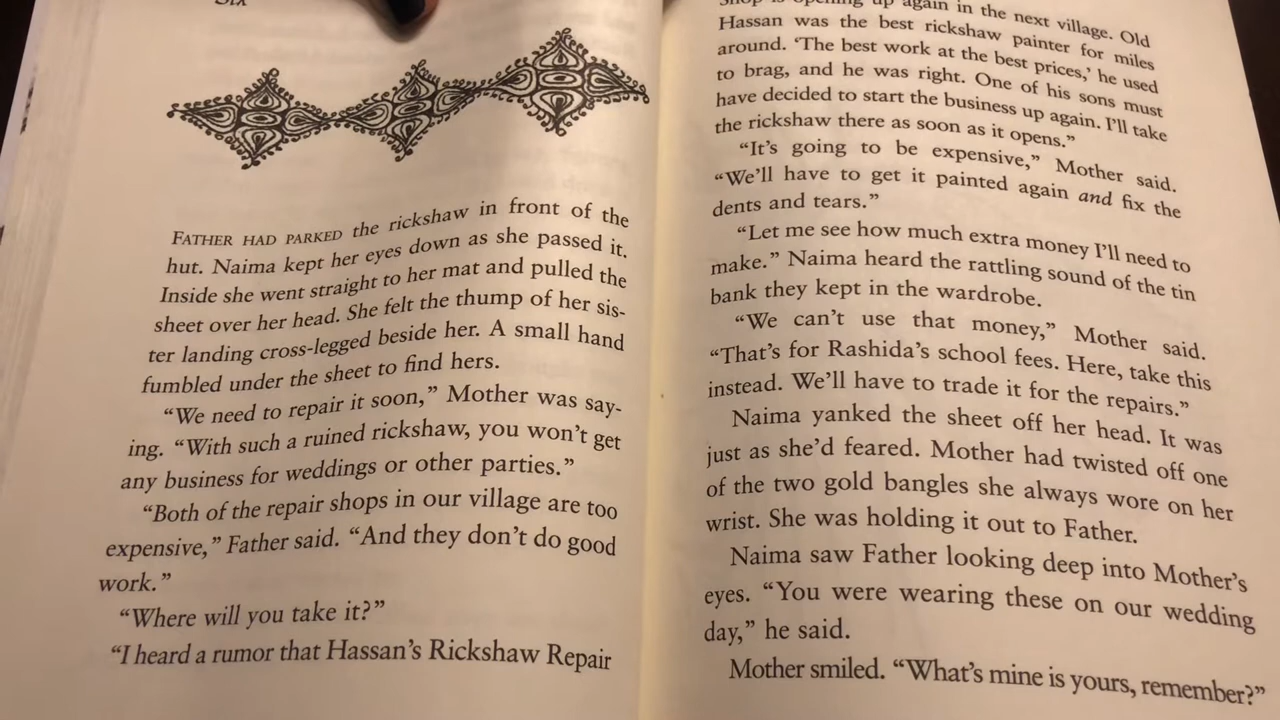 Six
FATHER HAD PARKED the rickshaw in front of the
hut. Naima kept her eyes down as she passed it.
Inside she went straight to her mat and pulled the
sheet over her head. She felt the thump of her sis-
ter landing cross-legged beside her. A small hand
fumbled under the sheet to find hers.
“We need to repair it soon,” Mother was say-
ing. “With such a ruined rickshaw, you won’t get
any business for weddings or other parties.”
“Both of the repair shops in our village are too
expensive,” Father said. “And they don’t do good
work.”
“Where will you take it?”
“I heard a rumor that Hassan’s Rickshaw Repair
Shop is opening up again in the next village. Old
Hassan was the best rickshaw painter for miles
around. ‘The best work at the best prices,’ he used
to brag, and he was right. One of his sons must
have decided to start the business up again. I’ll take
the rickshaw there as soon as it opens.”
“It’s going to be expensive,” Mother said.
“We’ll have to get it painted again and fix the
dents and tears.”
“Let me see how much extra money I’ll need to
make.” Naima heard the rattling sound of the tin
bank they kept in the wardrobe.
“We can’t use that money,” Mother said.
“That’s for Rashida’s school fees. Here, take this
instead. We’ll have to trade it for the repairs.”
Naima yanked the sheet off her head. It was
just as she’d feared. Mother had twisted off one
of the two gold bangles she always wore on her
wrist. She was holding it out to Father.
Naima saw Father looking deep into Mother’s
eyes. “You were wearing these on our wedding
day,” he said.
Mother smiled. “What’s mine is yours, remember?”